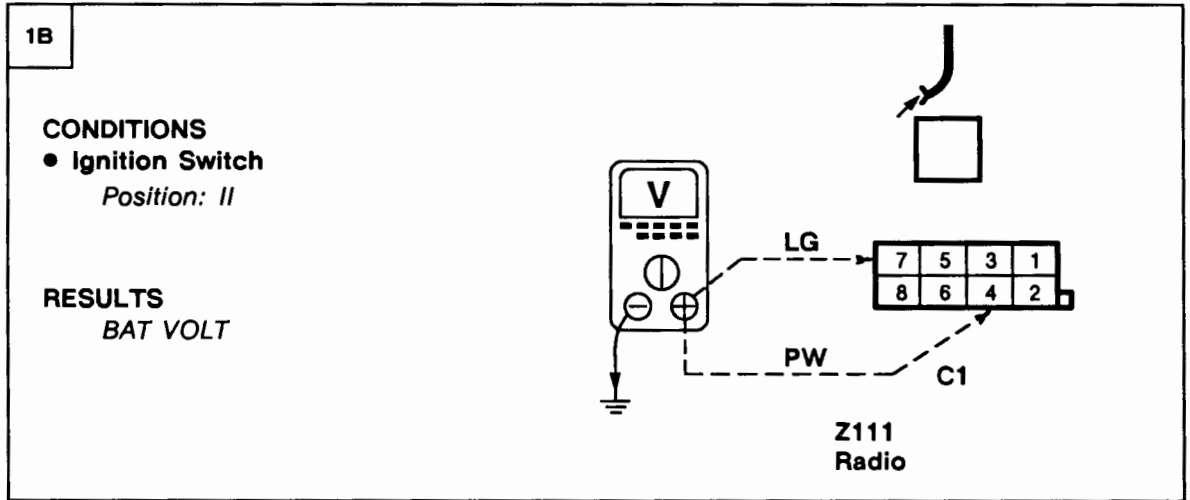 1B
CONDITIONS
● Ignition Switch
Position: II
RESULTS
BAT VOLT
V
LG
7 5 3 1
8 6 4 2
PW
C1
Z111
Radio